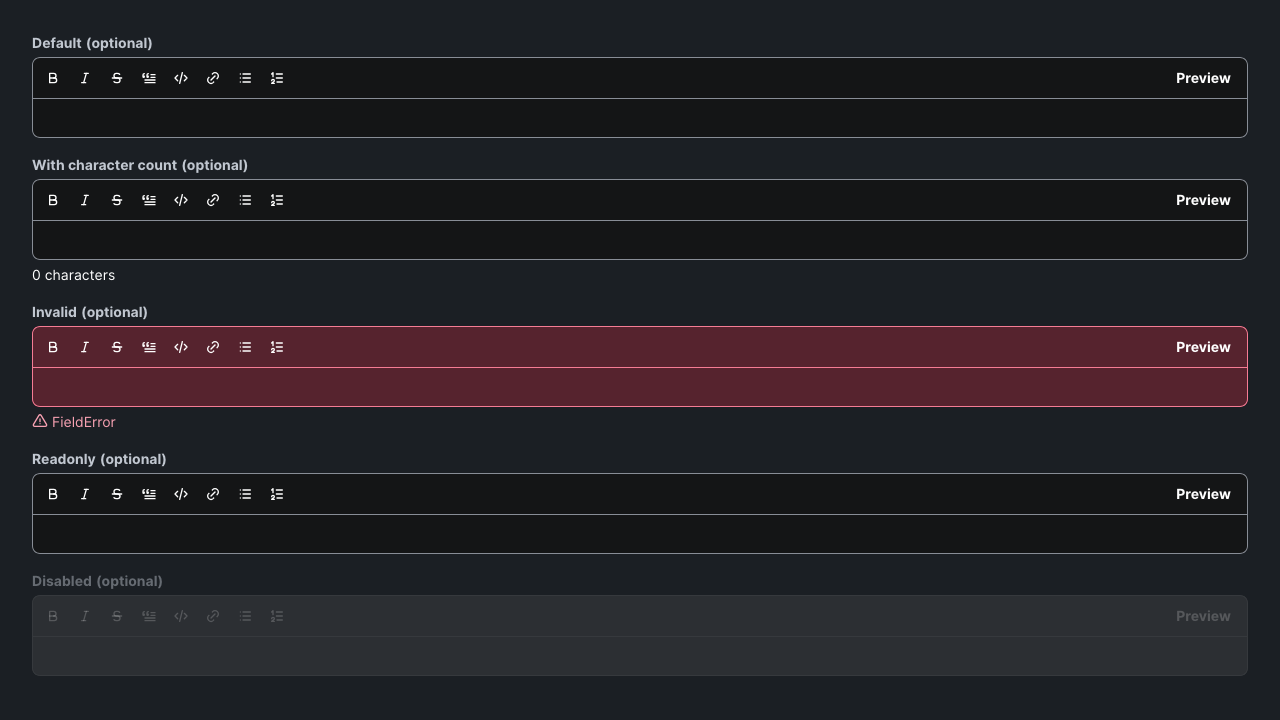 Default (optional)
Preview
With character count (optional)
Preview
0 characters
Invalid (optional)
Preview
FieldError
Readonly (optional)
Preview
Disabled (optional)
Preview